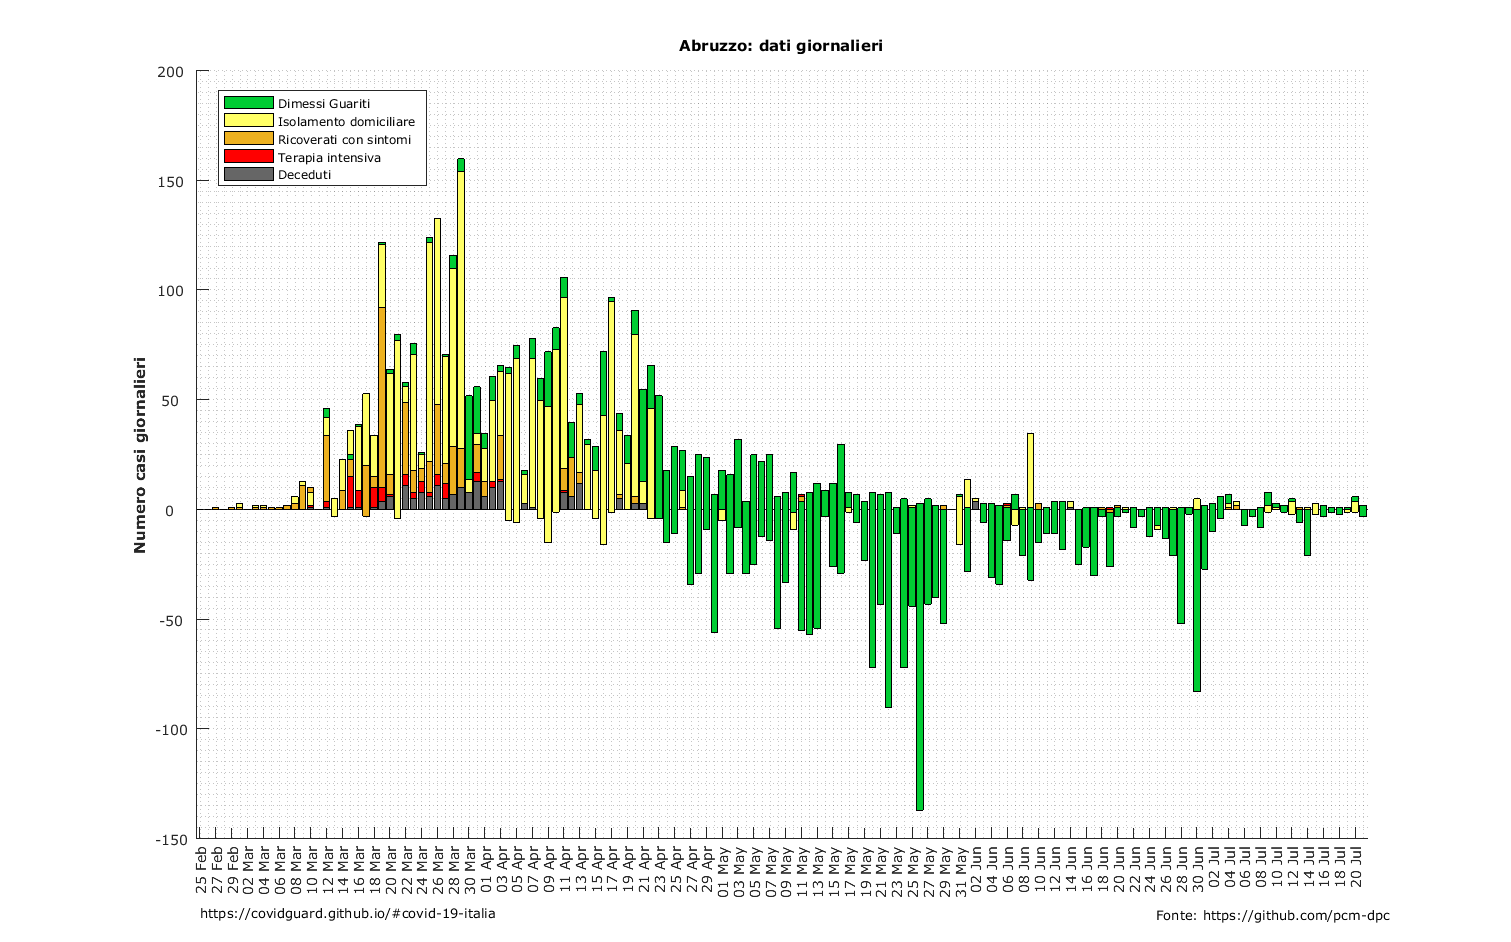 Abruzzo: dati giornalieri
200
150
100
50
0
-50
-100
-150
Numero casi giornalieri
Dimessi Guariti
Isolamento domiciliare
Ricoverati con sintomi
Terapia intensiva
Deceduti
25 Feb
27 Feb
29 Feb
02 Mar
04 Mar
06 Mar
08 Mar
10 Mar
12 Mar
14 Mar
16 Mar
18 Mar
20 Mar
22 Mar
24 Mar
26 Mar
28 Mar
30 Mar
01 Apr
03 Apr
05 Apr
07 Apr
09 Apr
11 Apr
13 Apr
15 Apr
17 Apr
19 Apr
21 Apr
23 Apr
25 Apr
27 Apr
29 Apr
01 May
03 May
05 May
07 May
09 May
11 May
13 May
15 May
17 May
19 May
21 May
23 May
25 May
27 May
29 May
31 May
02 Jun
04 Jun
06 Jun
08 Jun
10 Jun
12 Jun
14 Jun
16 Jun
18 Jun
20 Jun
22 Jun
24 Jun
26 Jun
28 Jun
30 Jun
02 Jul
04 Jul
06 Jul
08 Jul
10 Jul
12 Jul
14 Jul
16 Jul
18 Jul
20 Jul
https://covidguard.github.io/#covid-19-italia
Fonte: https://github.com/pcm-dpc